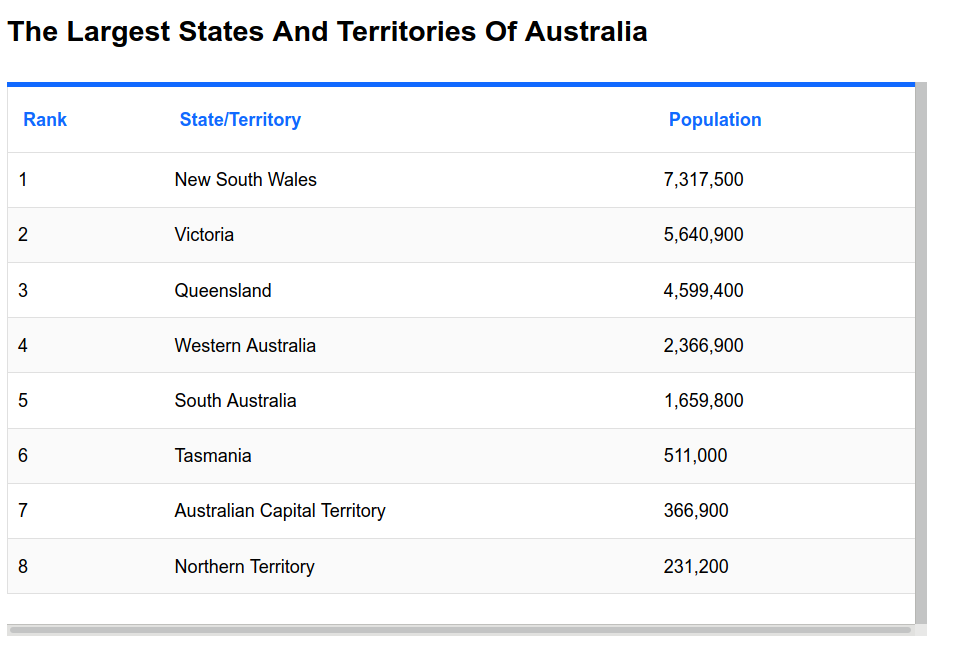 The Largest States And Territories Of Australia
Rank State/Territory Population
1 New South Wales 7,317,500
2 Victoria 5,640,900
3 Queensland 4,599,400
4 Western Australia 2,366,900
5 South Australia 1,659,800
6 Tasmania 511,000
7 Australian Capital Territory 366,900
8 Northern Territory 231,200